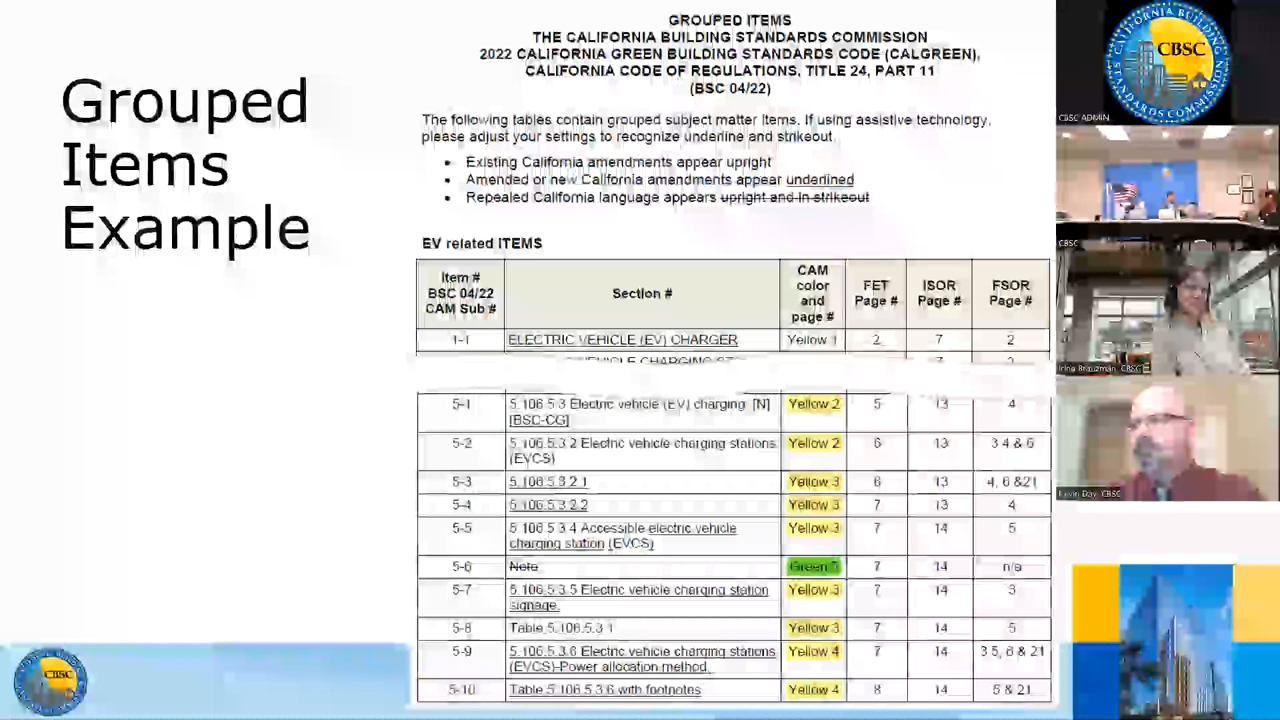 Grouped
Items
Example
GROUPED ITEMS
THE CALIFORNIA BUILDING STANDARDS COMMISSION
2022 CALIFORNIA GREEN BUILDING STANDARDS CODE (CALGREEN),
CALIFORNIA CODE OF REGULATIONS, TITLE 24, PART 11
(BSC 04/22)
The following tables contain grouped subject matter items. If using assistive technology,
please adjust your settings to recognize underline and strikeout
• Existing California amendments appear upright
• Amended or new California amendments appear underlined
• Repealed California language appears upright and in strikeout
EV related ITEMS
Item # BSC 04/22 CAM Sub # Section # CAM color and page # FET Page # ISOR Page # FSOR Page #
1-1 ELECTRIC VEHICLE (EV) CHARGER Yellow 1 2 7 2
VEHICLE CHARGING
5-1 5.106.5.3 Electric vehicle (EV) charging. [N] Yellow 2 5 13 4
[BSC-CG]
5-2 5.106.5.3.2 Electric vehicle charging stations Yellow 2 6 13 3 4 & 6
(EVCS)
5-3 5.106.5.3.2.1 Yellow 3 6 13 4, 6 &21
5-4 5.106.5.3.2.2 Yellow 3 7 13 4
5-5 5.106.5.3.4 Accessible electric vehicle Yellow 3 7 14 5
charging station (EVCS)
5-6 Note Green 7 14 n/a
5-7 5.106.5.3.5 Electric vehicle charging station Yellow 3 7 14 3
signage.
5-8 Table 5.106.5.3.1 Yellow 3 7 14 5
5-9 5.106.5.3.6 Electric vehicle charging stations Yellow 4 7 14 3 5, 6 & 21
(EVCS)-Power allocation method.
5-10 Table 5.106.5.3.6 with footnotes Yellow 4 8 14 5 & 21
CALIFORNIA BUILDING STANDARDS COMMISSION
CBSC
CBSC ADMIN
CBSC
Irina Brauzman CBSC
Kevin Day CBSC
CBSC